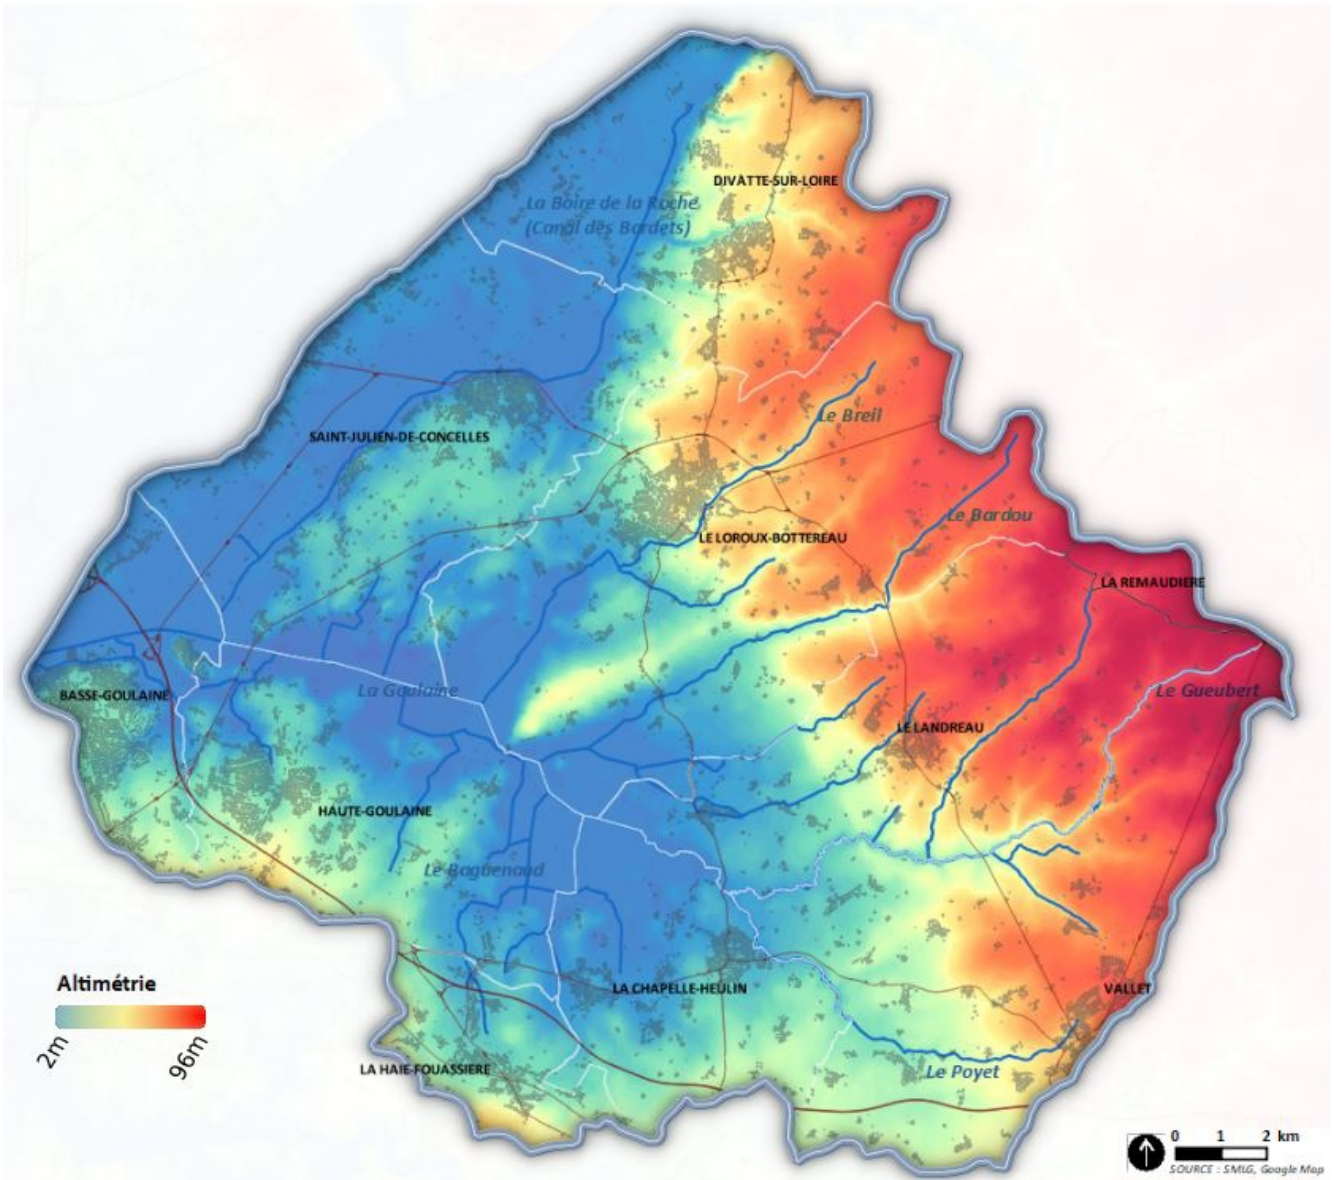 DIVATTE-SUR-LOIRE
La Boire de la Roche
(Canal des Bardets)
Le Breil
SAINT-JULIEN-DE-CONCELLES
Le Bardou
LE LOROUX-BOTTEREAU
LA REMAUDIERE
La Goulaine
Le Gueubert
BASSE-GOULAINE
LE LANDREAU
HAUTE-GOULAINE
Le Baguenaud
Altimétrie
2m
96m
LA CHAPELLE-HEULIN
VALLET
LA HAIE-FOUASSIERE
Le Poyet
0 1 2 km
SOURCE : SMLG, Google Map